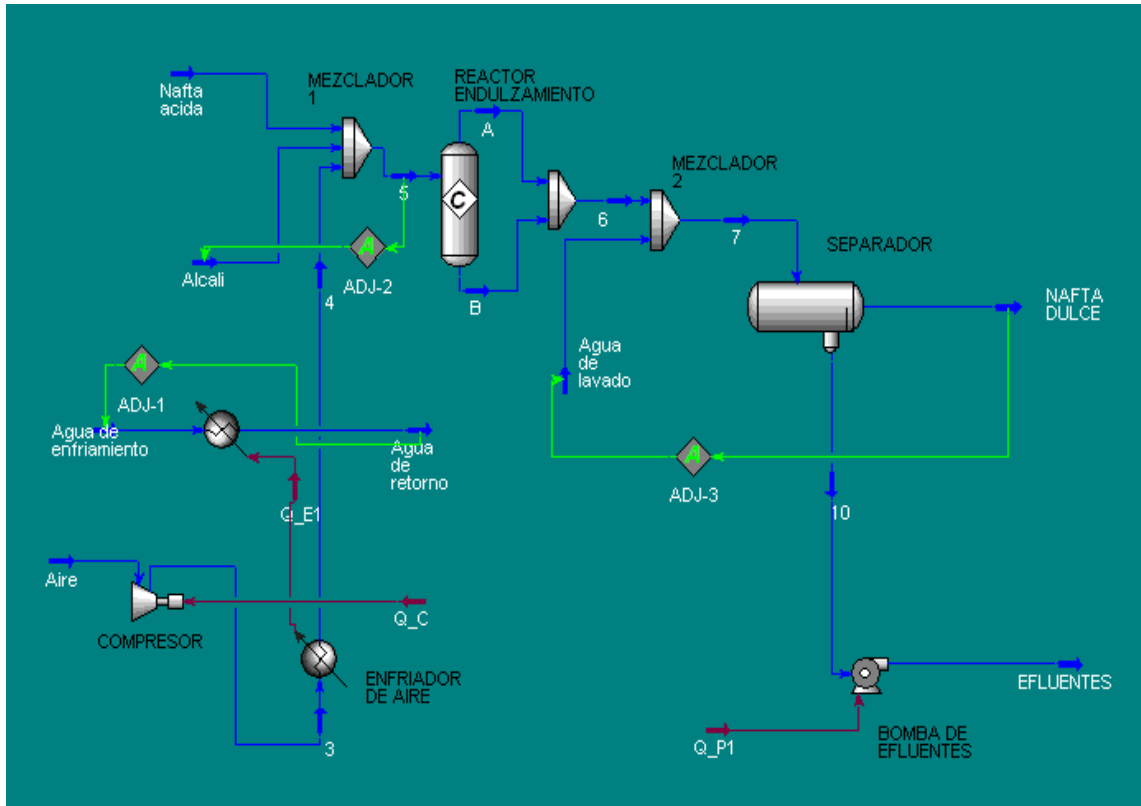 Nafta
acida
MEZCLADOR
1
REACTOR
ENDULZAMIENTO
A
C
5
A
ADJ-2
Alcali
4
B
6
MEZCLADOR
2
7
SEPARADOR
NAFTA
DULCE
Agua
de
lavado
A
ADJ-1
Agua de
enfriamiento
Agua
de
retorno
A
ADJ-3
Q_E1
10
Aire
COMPRESOR
Q_C
ENFRIADOR
DE AIRE
3
EFLUENTES
Q_P1
BOMBA DE
EFLUENTES